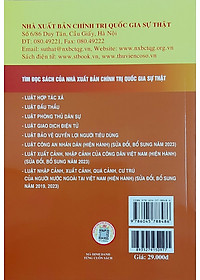 NHÀ XUẤT BẢN CHÍNH TRỊ QUỐC GIA SỰ THẬT
Số 6/86 Duy Tân, Cầu Giấy, Hà Nội
ĐT: 080.49221, Fax: 080.49222
Email: suthat@nxbctqg.vn, Website: www.nxbctqg.vn
Sách điện tử: www.stbook.vn, www.thuviencoso.vn
TÌM ĐỌC SÁCH CỦA NHÀ XUẤT BẢN CHÍNH TRỊ QUỐC GIA SỰ THẬT
- LUẬT HỢP TÁC XÃ
- LUẬT ĐẤU THẦU
- LUẬT PHÒNG THỦ DÂN SỰ
- LUẬT GIAO DỊCH ĐIỆN TỬ
- LUẬT BẢO VỆ QUYỀN LỢI NGƯỜI TIÊU DÙNG
- LUẬT CÔNG AN NHÂN DÂN (HIỆN HÀNH) (SỬA ĐỔI, BỔ SUNG NĂM 2023)
- LUẬT XUẤT CẢNH, NHẬP CẢNH CỦA CÔNG DÂN VIỆT NAM (HIỆN HÀNH)
(SỬA ĐỔI, BỔ SUNG NĂM 2023)
- LUẬT NHẬP CẢNH, XUẤT CẢNH, QUÁ CẢNH, CƯ TRÚ
CỦA NGƯỜI NƯỚC NGOÀI TẠI VIỆT NAM (HIỆN HÀNH) (SỬA ĐỔI, BỔ SUNG
NĂM 2019, 2023)
MÃ ĐỊNH DANH
TỪNG CUỐN SÁCH
Giá: 29.000đ